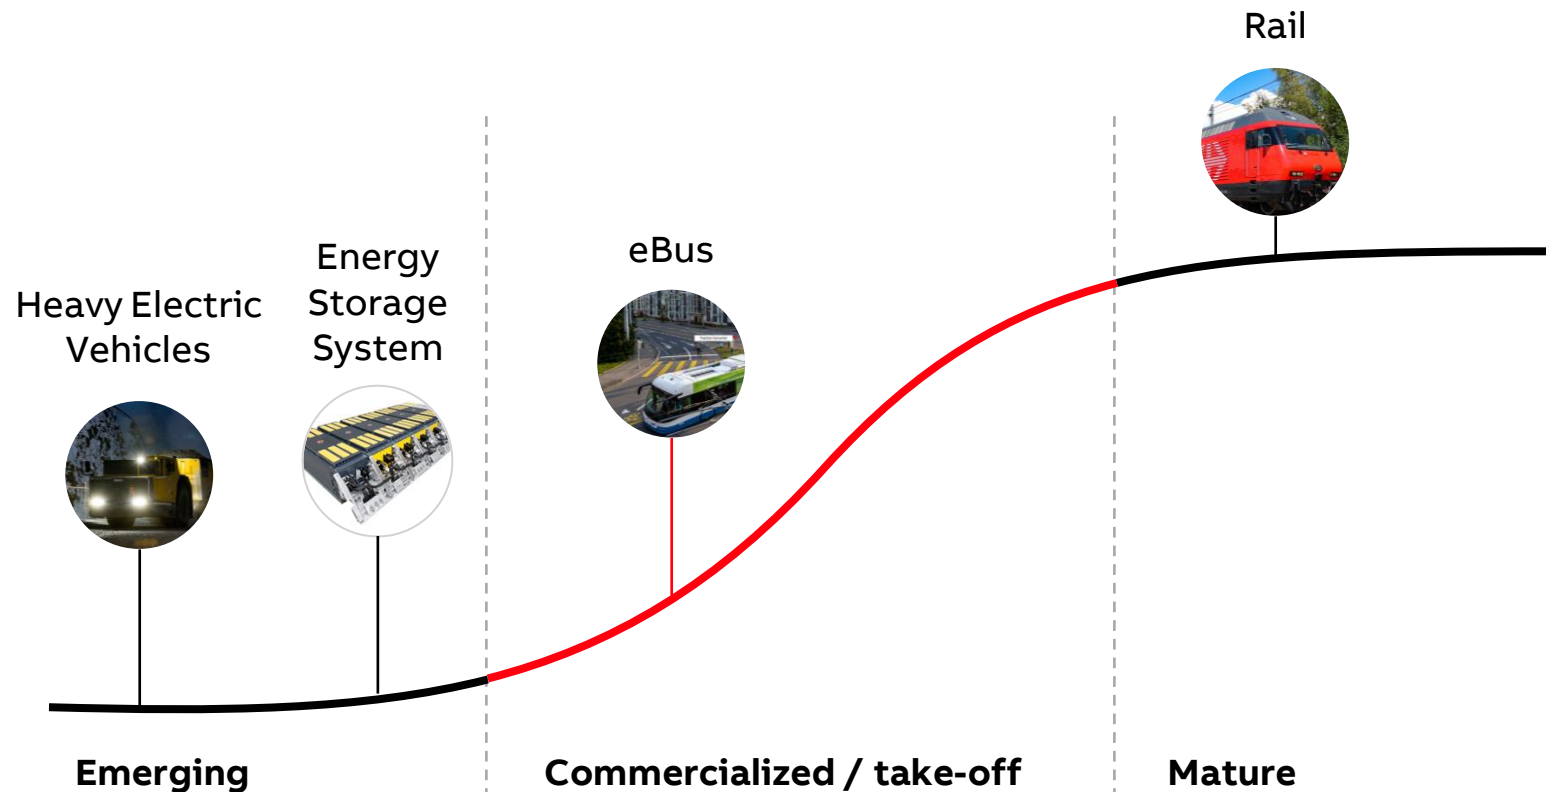 Rail
eBus
Energy
Storage
System
Heavy Electric
Vehicles
Emerging
Commercialized / take-off
Mature